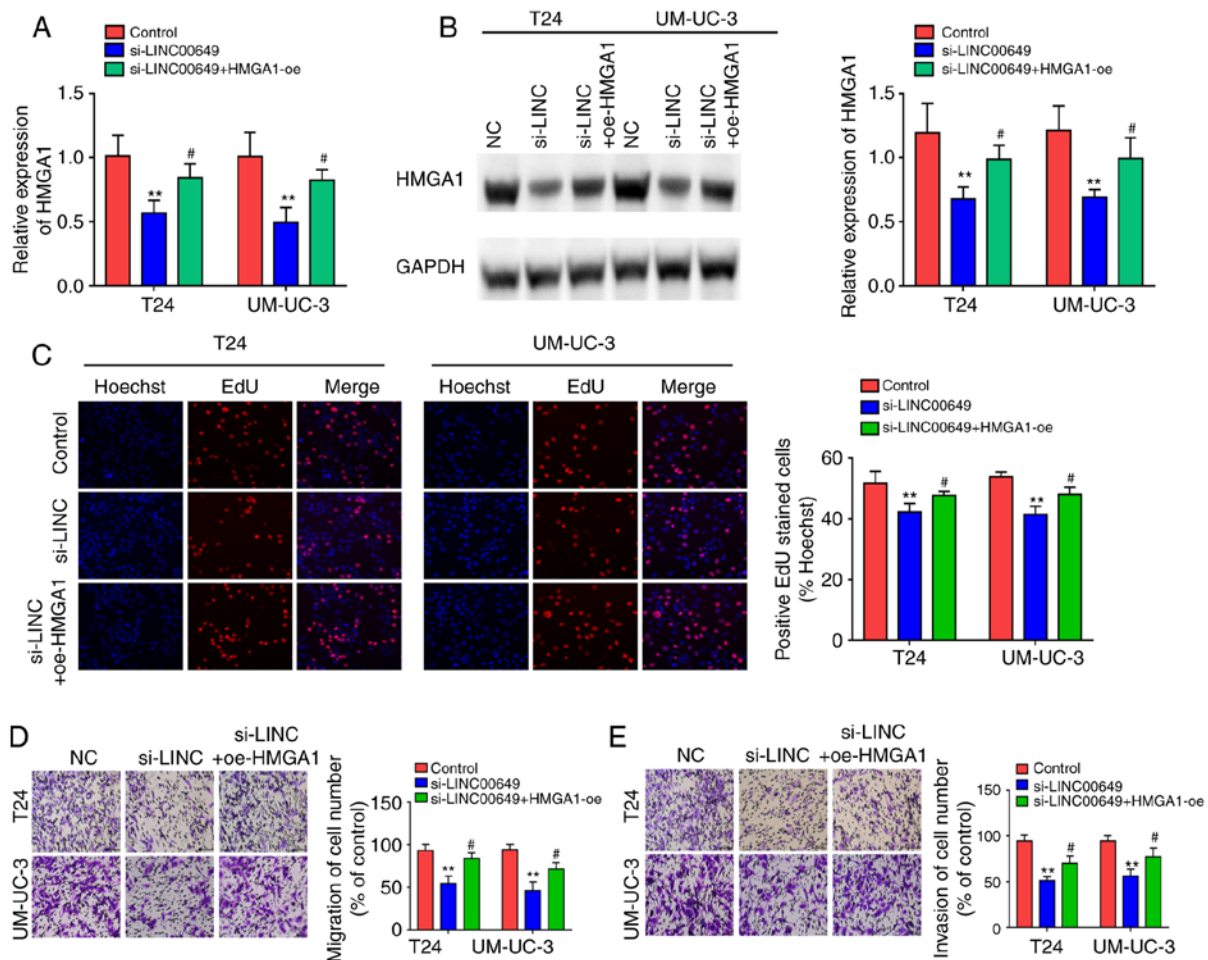 A
Control
si-LINC00649
si-LINC00649+HMGA1-oe
Relative expression
of HMGA1
1.5
1.0
0.5
0.0
**
#
**
#
T24
UM-UC-3
B
T24
UM-UC-3
NC
si-LINC
si-LINC
+oe-HMGA1
NC
si-LINC
si-LINC
+oe-HMGA1
HMGA1
GAPDH
Control
si-LINC00649
si-LINC00649+HMGA1-oe
Relative expression of HMGA1
1.5
1.0
0.5
0.0
**
#
**
#
T24
UM-UC-3
C
T24
UM-UC-3
Hoechst
EdU
Merge
Hoechst
EdU
Merge
Control
si-LINC
si-LINC
+oe-HMGA1
Control
si-LINC00649
si-LINC00649+HMGA1-oe
Positive EdU stained cells
(% Hoechst)
60
40
20
0
**
#
**
#
T24
UM-UC-3
D
NC
si-LINC
si-LINC
+oe-HMGA1
T24
UM-UC-3
Control
si-LINC00649
si-LINC00649+HMGA1-oe
Migration of cell number
(% of control)
150
100
50
0
**
#
**
#
T24
UM-UC-3
E
NC
si-LINC
si-LINC
+oe-HMGA1
T24
UM-UC-3
Control
si-LINC00649
si-LINC00649+HMGA1-oe
Invasion of cell number
(% of control)
150
100
50
0
**
#
**
#
T24
UM-UC-3